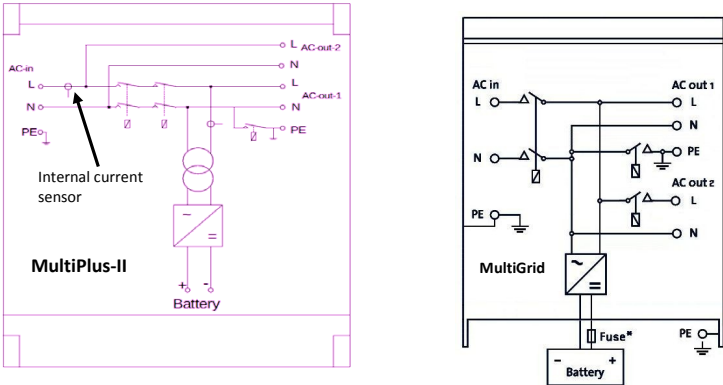 L AC-out-2
N
AC-in
L
L
AC-out-1
N
N
PE
PE
Internal current
sensor
~
=
MultiPlus-II
+ -
Battery
AC in
AC out 1
L
L
N
N
PE
AC out 2
L
PE
N
MultiGrid
~
=
Fuse*
PE
- +
Battery